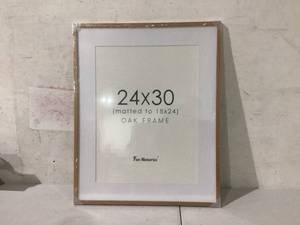 24x30
(matted to 18x24)
OAK FRAME
Fun Memories